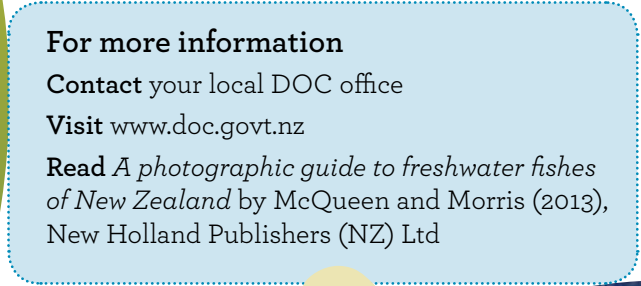 For more information
Contact your local DOC office
Visit www.doc.govt.nz
Read A photographic guide to freshwater fishes
of New Zealand by McQueen and Morris (2013),
New Holland Publishers (NZ) Ltd